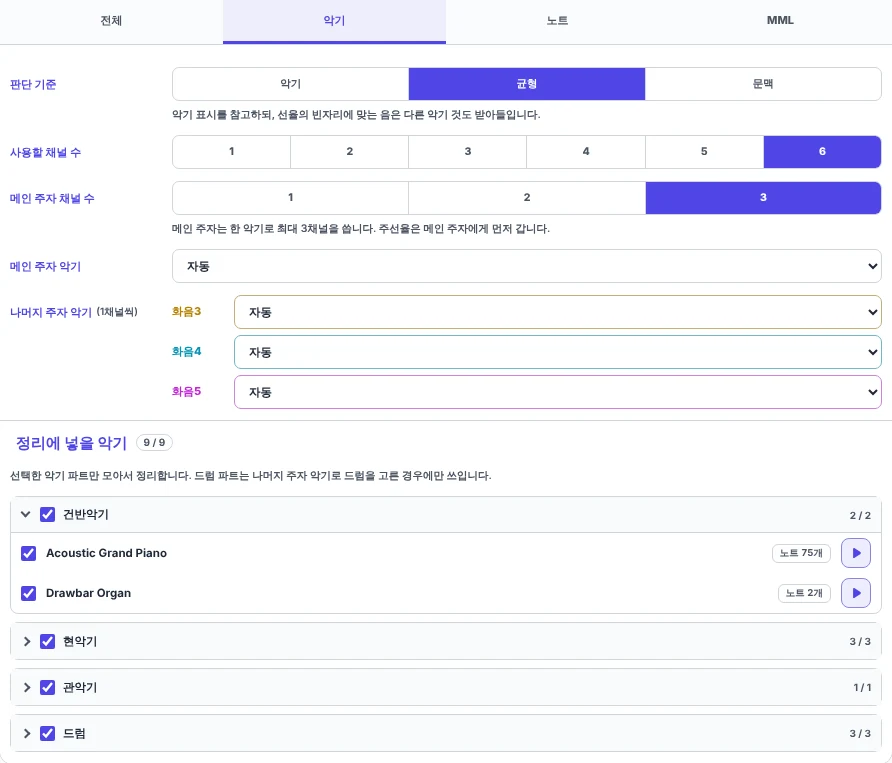 전체 악기 노트 MML
판단 기준 악기 균형 문맥
악기 표시를 참고하되, 선율의 빈자리에 맞는 음은 다른 악기 것도 받아들입니다.
사용할 채널 수 1 2 3 4 5 6
메인 주자 채널 수 1 2 3
메인 주자는 한 악기로 최대 3채널을 씁니다. 주선율은 메인 주자에게 먼저 갑니다.
메인 주자 악기 자동
나머지 주자 악기 (1채널씩) 화음3 자동
화음4 자동
화음5 자동
정리에 넣을 악기 9 / 9
선택한 악기 파트만 모아서 정리합니다. 드럼 파트는 나머지 주자 악기로 드럼을 고른 경우에만 쓰입니다.
건반악기 2 / 2
Acoustic Grand Piano 노트 75개
Drawbar Organ 노트 2개
현악기 3 / 3
관악기 1 / 1
드럼 3 / 3